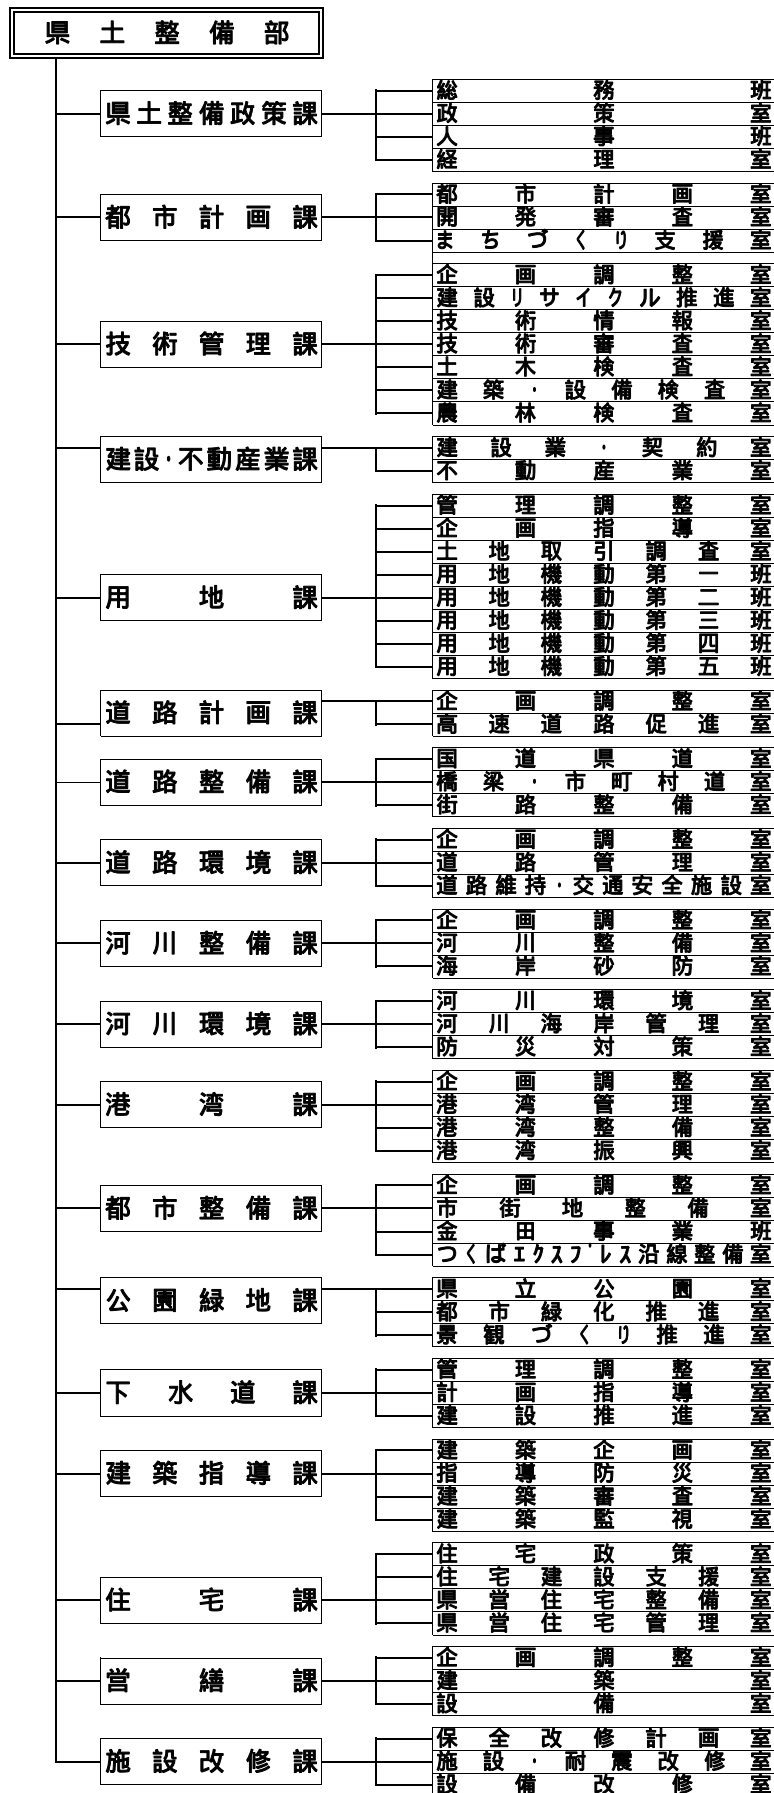 県土整備部
県土整備政策課
総務班
政策室
人事班
経理室
都市計画課
都市計画室
開発審査室
まちづくり支援室
技術管理課
企画調整室
建設リサイクル推進室
技術情報室
技術審査室
土木検査室
建築・設備検査室
農林検査室
建設・不動産業課
建設業・契約室
不動産業室
用地課
管理調整室
企画指導室
土地取引調査室
用地機動第一班
用地機動第二班
用地機動第三班
用地機動第四班
用地機動第五班
道路計画課
企画調整室
高速道路促進室
道路整備課
国道県道室
橋梁・市町村道室
街路整備室
道路環境課
企画調整室
道路管理室
道路維持・交通安全施設室
河川整備課
企画調整室
河川整備室
海岸砂防室
河川環境課
河川環境室
河川海岸管理室
防災対策室
港湾課
企画調整室
港湾管理室
港湾整備室
港湾振興室
都市整備課
企画調整室
市街地整備室
金田事業班
つくばｴｸｽﾌﾟﾚｽ沿線整備室
公園緑地課
県立公園室
都市緑化推進室
景観づくり推進室
下水道課
管理調整室
計画指導室
建設推進室
建築指導課
建築企画室
指導防災室
建築審査室
建築監視室
住宅課
住宅政策室
住宅建設支援室
県営住宅整備室
県営住宅管理室
営繕課
企画調整室
建築室
設備室
施設改修課
保全改修計画室
施設・耐震改修室
設備改修室